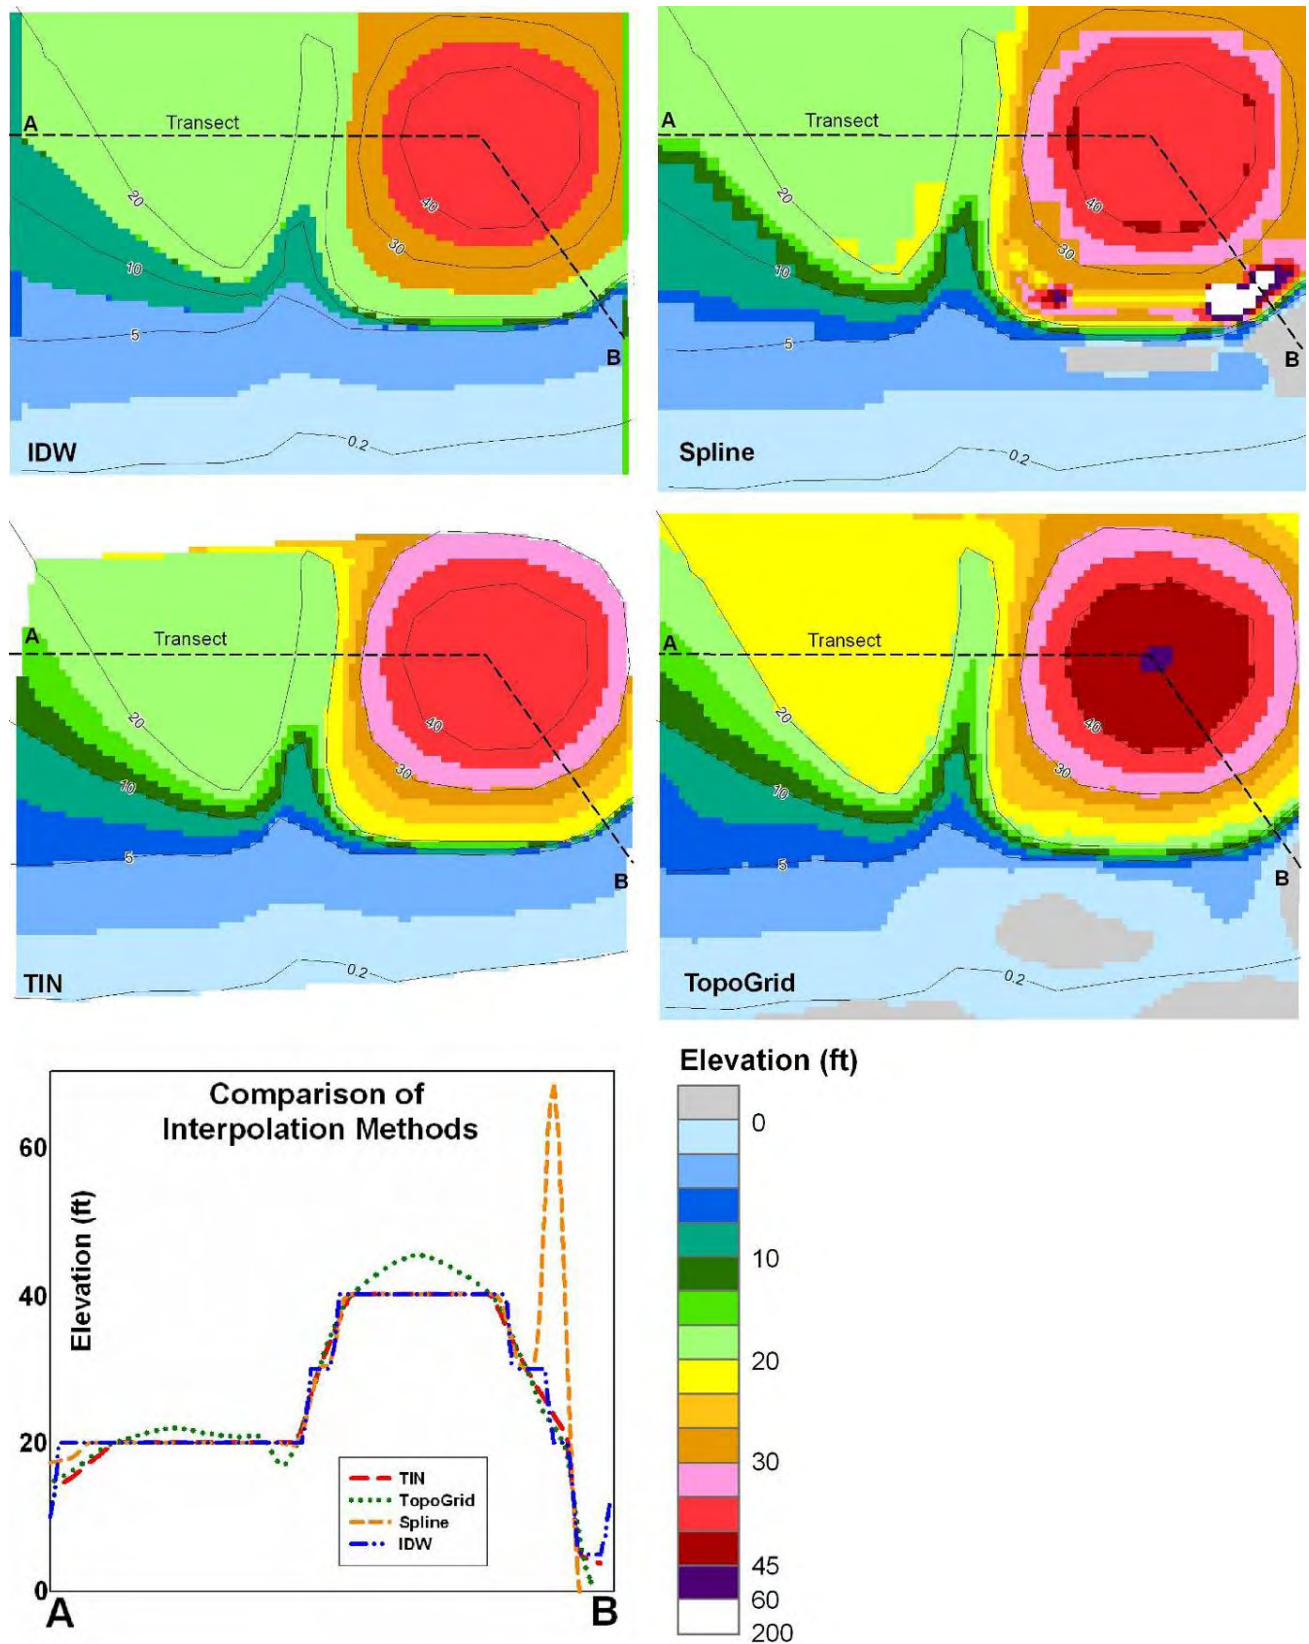 A
Transect
20
40
30
10
5
B
0.2
IDW
A
Transect
20
40
30
10
5
B
0.2
Spline
A
Transect
20
40
30
10
5
B
0.2
TIN
A
Transect
20
40
30
10
5
B
0.2
TopoGrid
Comparison of
Interpolation Methods
Elevation (ft)
60
40
20
0
TIN
TopoGrid
Spline
IDW
A
B
Elevation (ft)
0
10
20
30
45
60
200